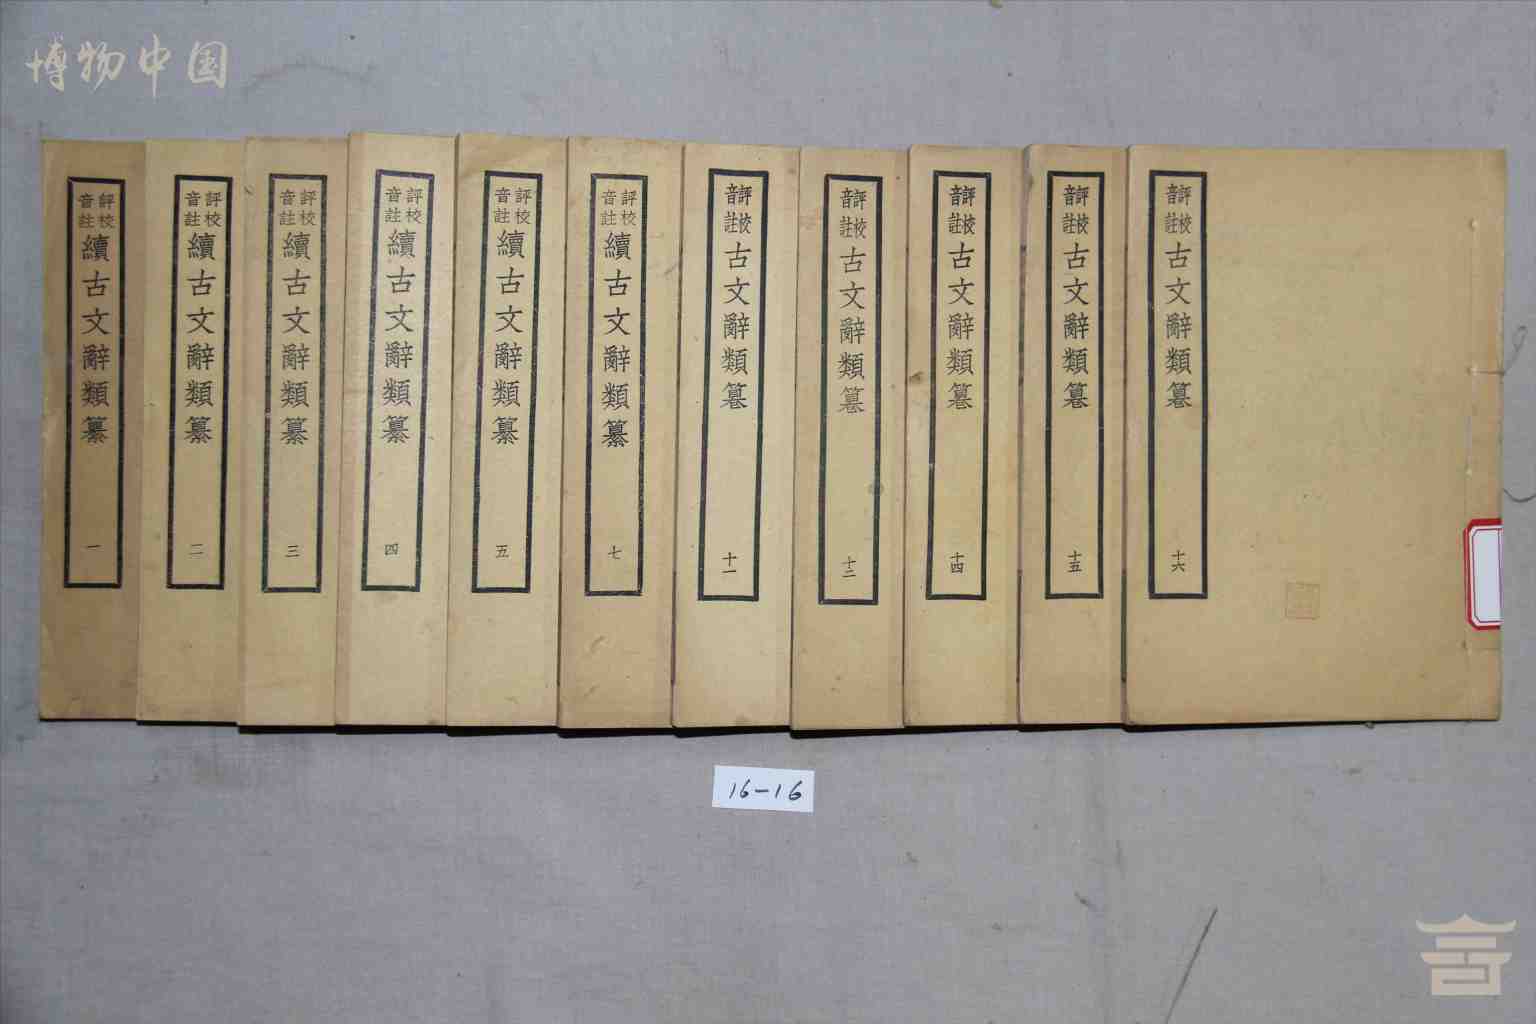 博物中国
評校音註續古文辭類纂 一
評校音註續古文辭類纂 二
評校音註續古文辭類纂 三
評校音註續古文辭類纂 四
評校音註續古文辭類纂 五
評校音註續古文辭類纂 七
評校音註古文辭類篹 十一
評校音註古文辭類篹 十二
評校音註古文辭類篹 十四
評校音註古文辭類篹 十五
評校音註古文辭類篹 十六
16-16